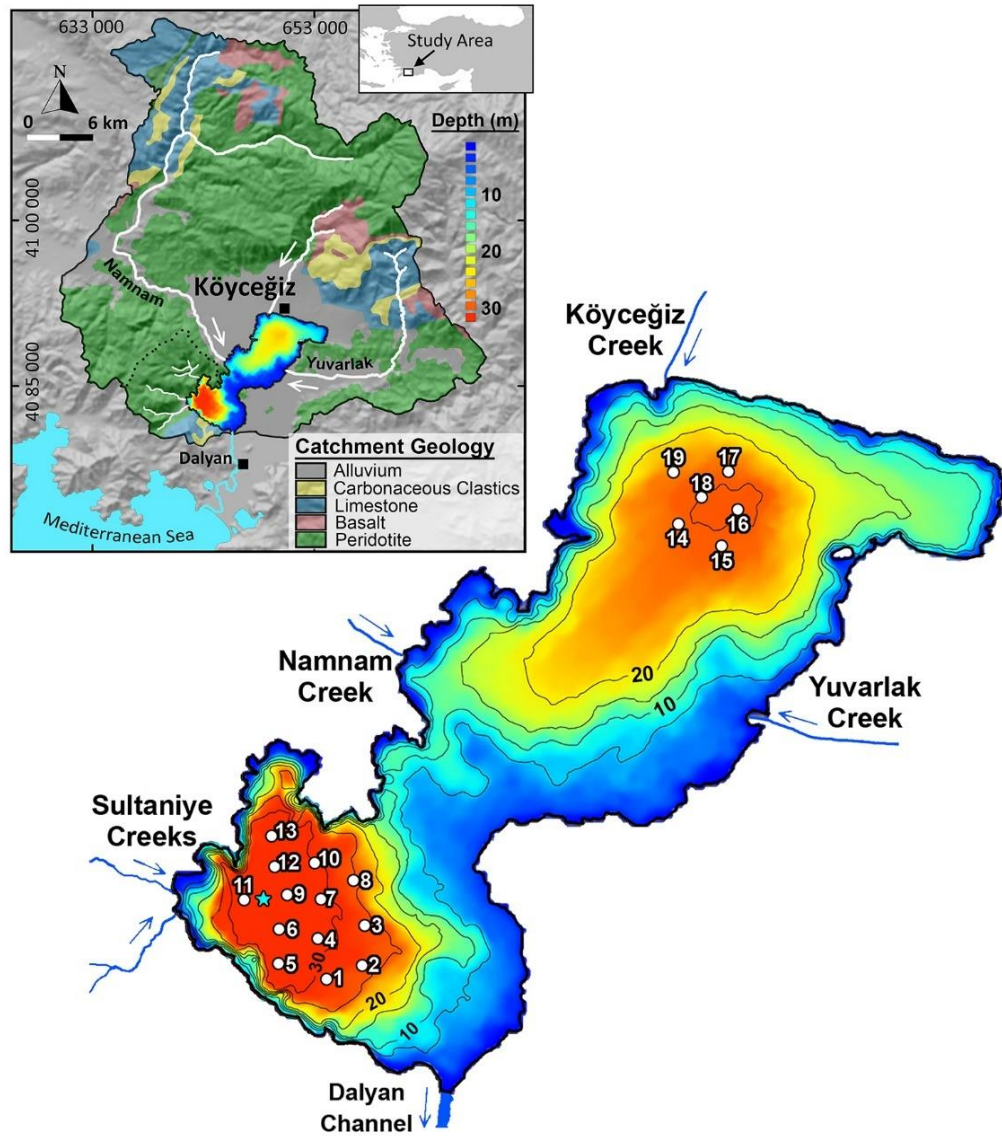 633 000
653 000
Study Area
N
0
6 km
Depth (m)
10
20
30
41 00 000
40 85 000
Namnam
Köyceğiz
Yuvarlak
Dalyan
Mediterranean Sea
Catchment Geology
Alluvium
Carbonaceous Clastics
Limestone
Basalt
Peridotite
Köyceğiz
Creek
19
17
18
16
14
15
20
10
Namnam
Creek
Yuvarlak
Creek
Sultaniye
Creeks
13
12
10
8
11
9
7
6
4
3
5
30
1
2
20
10
Dalyan
Channel